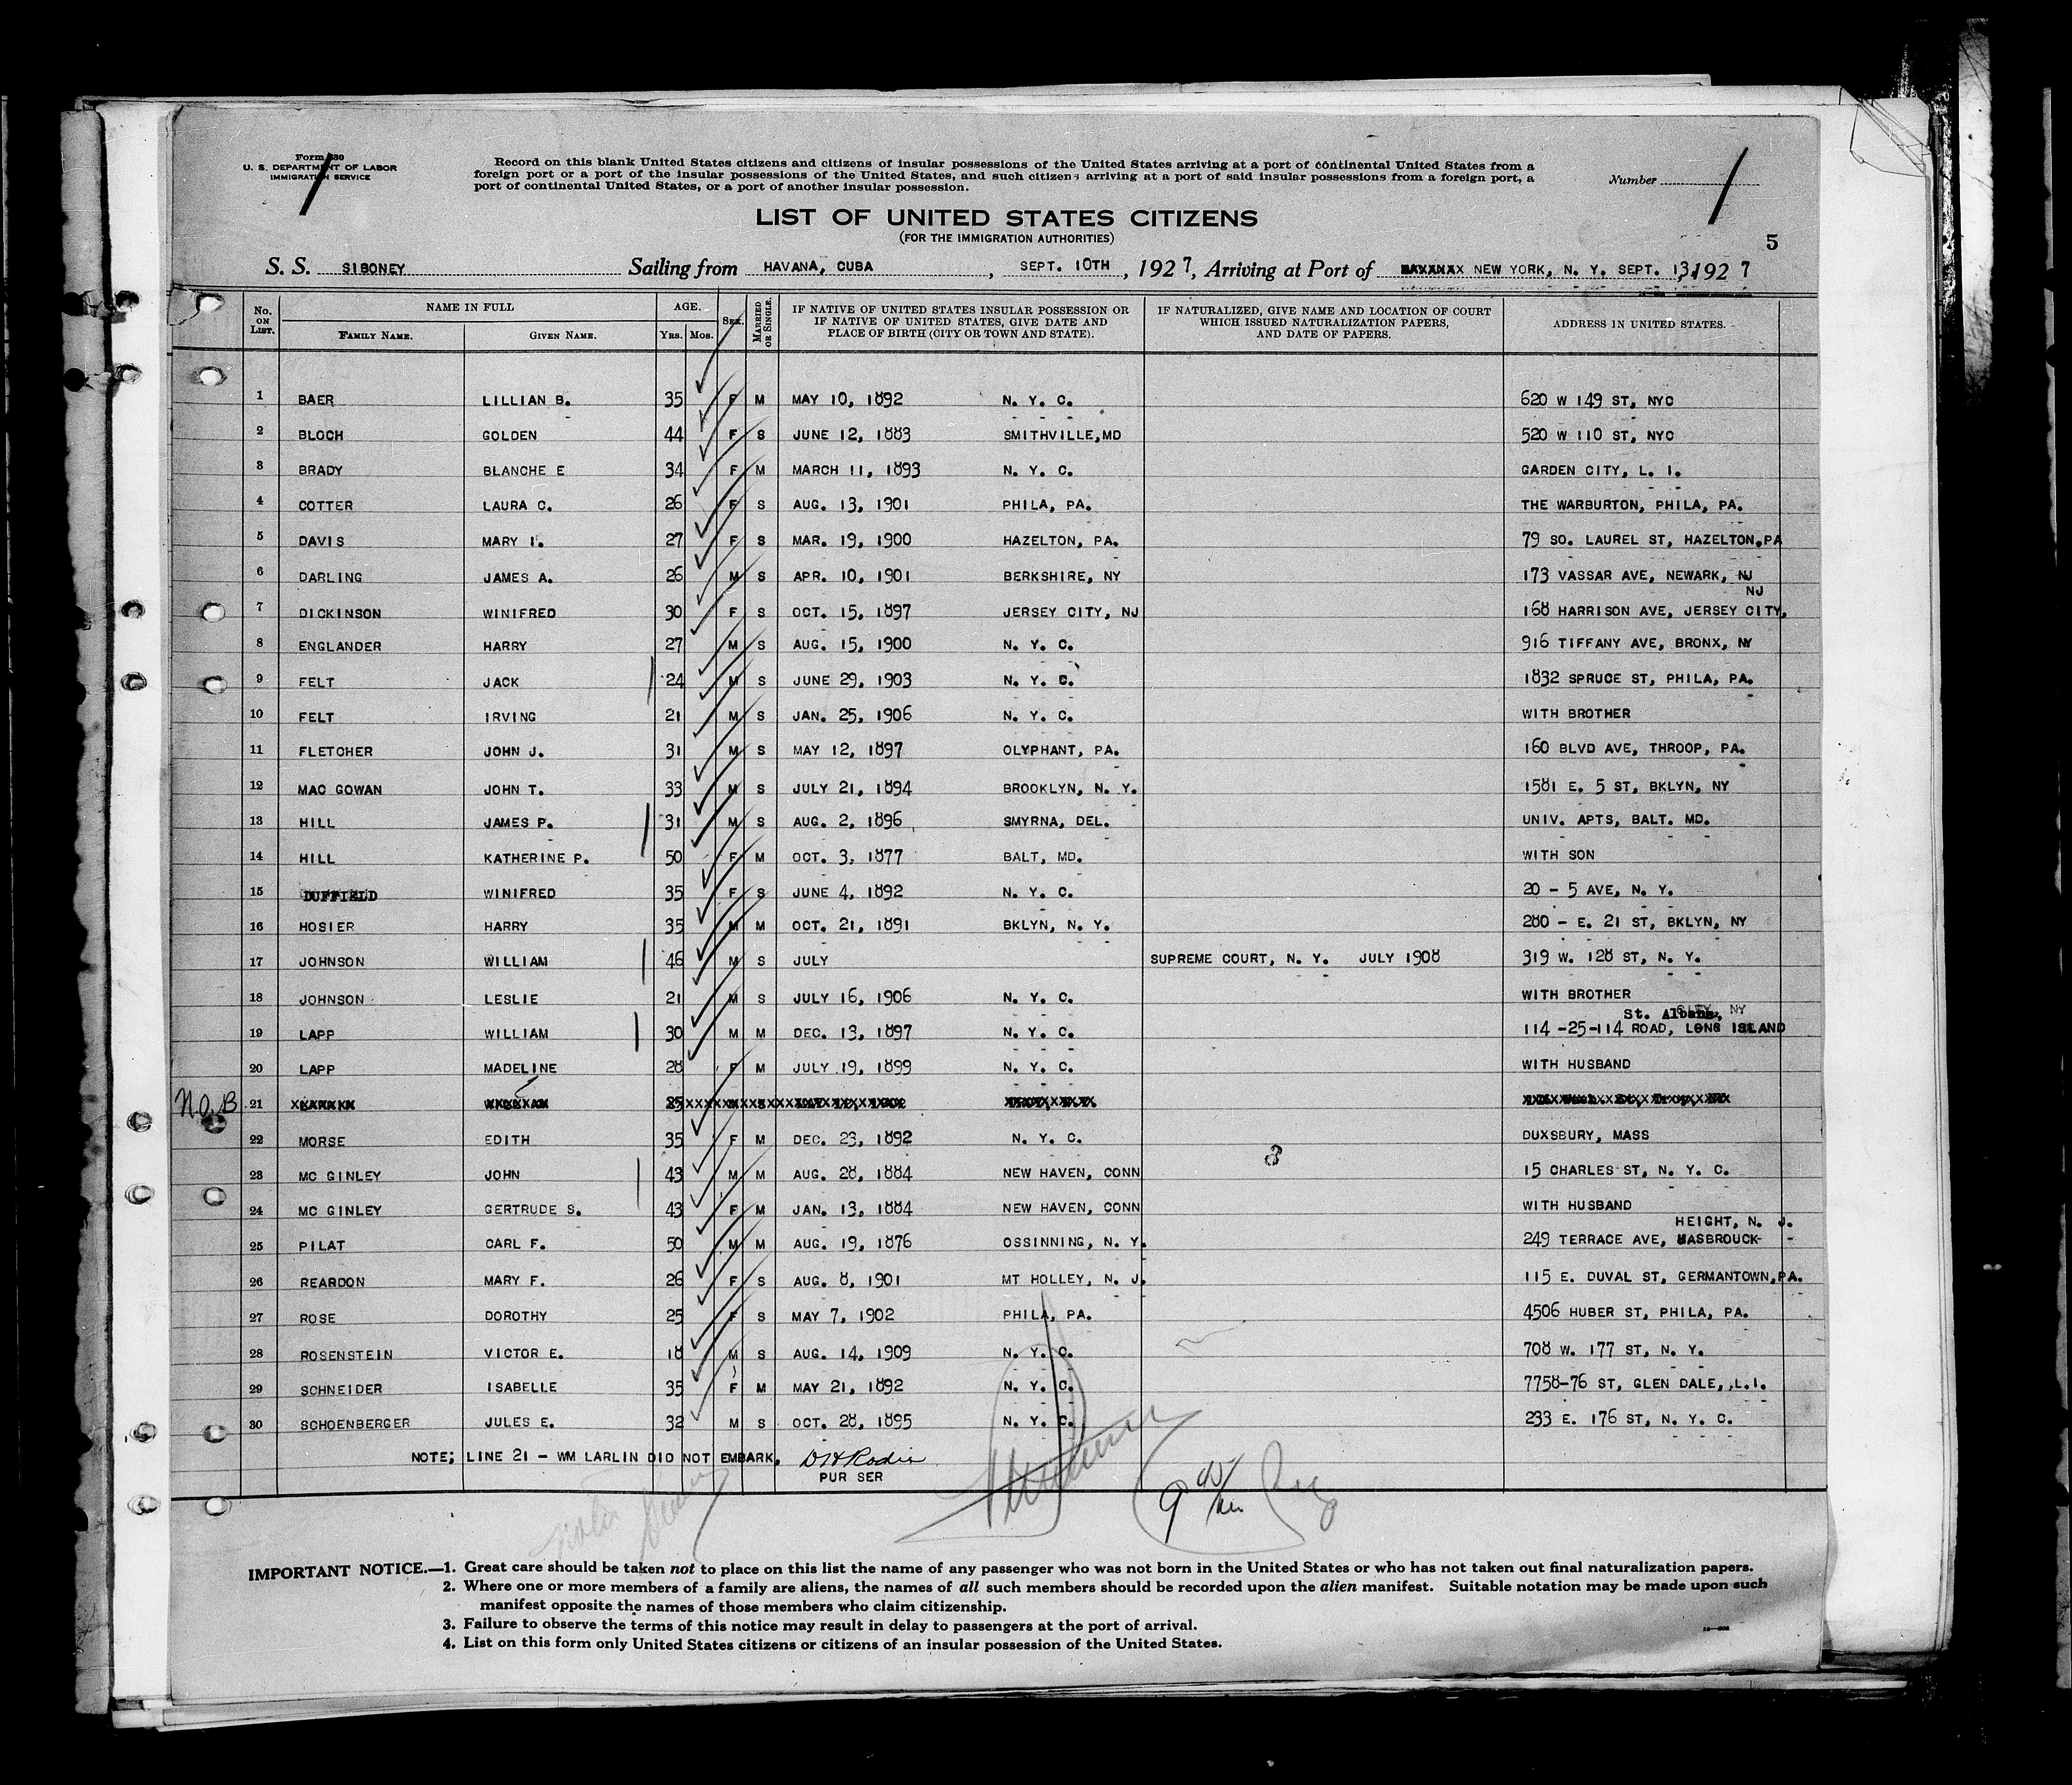 Form 630
U. S. DEPARTMENT OF LABOR
IMMIGRATION SERVICE
Record on this blank United States citizens and citizens of insular possessions of the United States arriving at a port of continental United States from a
foreign port or a port of the insular possessions of the United States, and such citizens arriving at a port of said insular possessions from a foreign port, a
port of continental United States, or a port of another insular possession.
Number
LIST OF UNITED STATES CITIZENS
(FOR THE IMMIGRATION AUTHORITIES)
5
S. S. SIBONEY Sailing from HAVANA, CUBA, SEPT. 10TH, 1927, Arriving at Port of NEW YORK, N. Y. SEPT. 13, 1927
No. ON LIST. NAME IN FULL FAMILY NAME. GIVEN NAME. AGE. Yrs. Mos. SEX. MARRIED OR SINGLE. IF NATIVE OF UNITED STATES INSULAR POSSESSION OR IF NATIVE OF UNITED STATES, GIVE DATE AND PLACE OF BIRTH (CITY OR TOWN AND STATE). IF NATURALIZED, GIVE NAME AND LOCATION OF COURT WHICH ISSUED NATURALIZATION PAPERS, AND DATE OF PAPERS. ADDRESS IN UNITED STATES.
1 BAER LILLIAN B. 35 F M MAY 10, 1892 N. Y. C. 620 W 149 ST, NYC
2 BLOCH GOLDEN 44 F S JUNE 12, 1883 SMITHVILLE,MD 520 W 110 ST, NYC
3 BRADY BLANCHE E 34 F M MARCH 11, 1893 N. Y. C. GARDEN CITY, L. I.
4 COTTER LAURA C. 26 F S AUG. 13, 1901 PHILA, PA. THE WARBURTON, PHILA, PA.
5 DAVIS MARY I. 27 F S MAR. 19, 1900 HAZELTON, PA. 79 SO. LAUREL ST, HAZELTON,PA
6 DARLING JAMES A. 26 M S APR. 10, 1901 BERKSHIRE, NY 173 VASSAR AVE, NEWARK, NJ
NJ
7 DICKINSON WINIFRED 30 F S OCT. 15, 1897 JERSEY CITY, NJ 168 HARRISON AVE, JERSEY CITY,
8 ENGLANDER HARRY 27 M S AUG. 15, 1900 N. Y. C. 916 TIFFANY AVE, BRONX, NY
9 FELT JACK 24 M S JUNE 29, 1903 N. Y. C. 1832 SPRUCE ST, PHILA, PA.
10 FELT IRVING 21 M S JAN. 25, 1906 N. Y. C. WITH BROTHER
11 FLETCHER JOHN J. 31 M S MAY 12, 1897 OLYPHANT, PA. 160 BLVD AVE, THROOP, PA.
12 MAC GOWAN JOHN T. 33 M S JULY 21, 1894 BROOKLYN, N. Y. 1581 E. 5 ST, BKLYN, NY
13 HILL JAMES P. 31 M S AUG. 2, 1896 SMYRNA, DEL. UNIV. APTS, BALT. MD.
14 HILL KATHERINE P. 50 F M OCT. 3, 1877 BALT, MD. WITH SON
15 DUFFIELD WINIFRED 35 F S JUNE 4, 1892 N. Y. C. 20 - 5 AVE, N. Y.
16 HOSIER HARRY 35 M M OCT. 21, 1891 BKLYN, N. Y. 280 - E. 21 ST, BKLYN, NY
17 JOHNSON WILLIAM 46 M S JULY SUPREME COURT, N. Y. JULY 1908 319 W. 128 ST, N. Y.
18 JOHNSON LESLIE 21 M S JULY 16, 1906 N. Y. C. WITH BROTHER
St. Albans, NY
19 LAPP WILLIAM 30 M M DEC. 13, 1897 N. Y. C. 114-25-114 ROAD, LONG ISLAND
20 LAPP MADELINE 28 F M JULY 19, 1899 N. Y. C. WITH HUSBAND
N.O.B. 21
22 MORSE EDITH 35 F M DEC. 23, 1892 N. Y. C. DUXSBURY, MASS
3
23 MC GINLEY JOHN 43 M M AUG. 28, 1884 NEW HAVEN, CONN 15 CHARLES ST, N. Y. C.
24 MC GINLEY GERTRUDE S. 43 F M JAN. 13, 1884 NEW HAVEN, CONN WITH HUSBAND
HEIGHT, N. J.
25 PILAT CARL F. 50 M M AUG. 19, 1876 OSSINNING, N. Y. 249 TERRACE AVE, HASBROUCK-
26 REARDON MARY F. 26 F S AUG. 8, 1901 MT HOLLEY, N. J. 115 E. DUVAL ST, GERMANTOWN,PA.
27 ROSE DOROTHY 25 F S MAY 7, 1902 PHILA, PA. 4506 HUBER ST, PHILA, PA.
28 ROSENSTEIN VICTOR E. 18 M S AUG. 14, 1909 N. Y. C. 708 W. 177 ST, N. Y.
29 SCHNEIDER ISABELLE 35 F M MAY 21, 1892 N. Y. C. 7758-76 ST, GLEN DALE, L.I.
30 SCHOENBERGER JULES E. 32 M S OCT. 28, 1895 N. Y. C. 233 E. 176 ST, N. Y. C.
NOTE; LINE 21 - WM LARLIN DID NOT EMBARK,
PUR SER
IMPORTANT NOTICE.—1. Great care should be taken not to place on this list the name of any passenger who was not born in the United States or who has not taken out final naturalization papers.
2. Where one or more members of a family are aliens, the names of all such members should be recorded upon the alien manifest. Suitable notation may be made upon such
manifest opposite the names of those members who claim citizenship.
3. Failure to observe the terms of this notice may result in delay to passengers at the port of arrival.
4. List on this form only United States citizens or citizens of an insular possession of the United States.